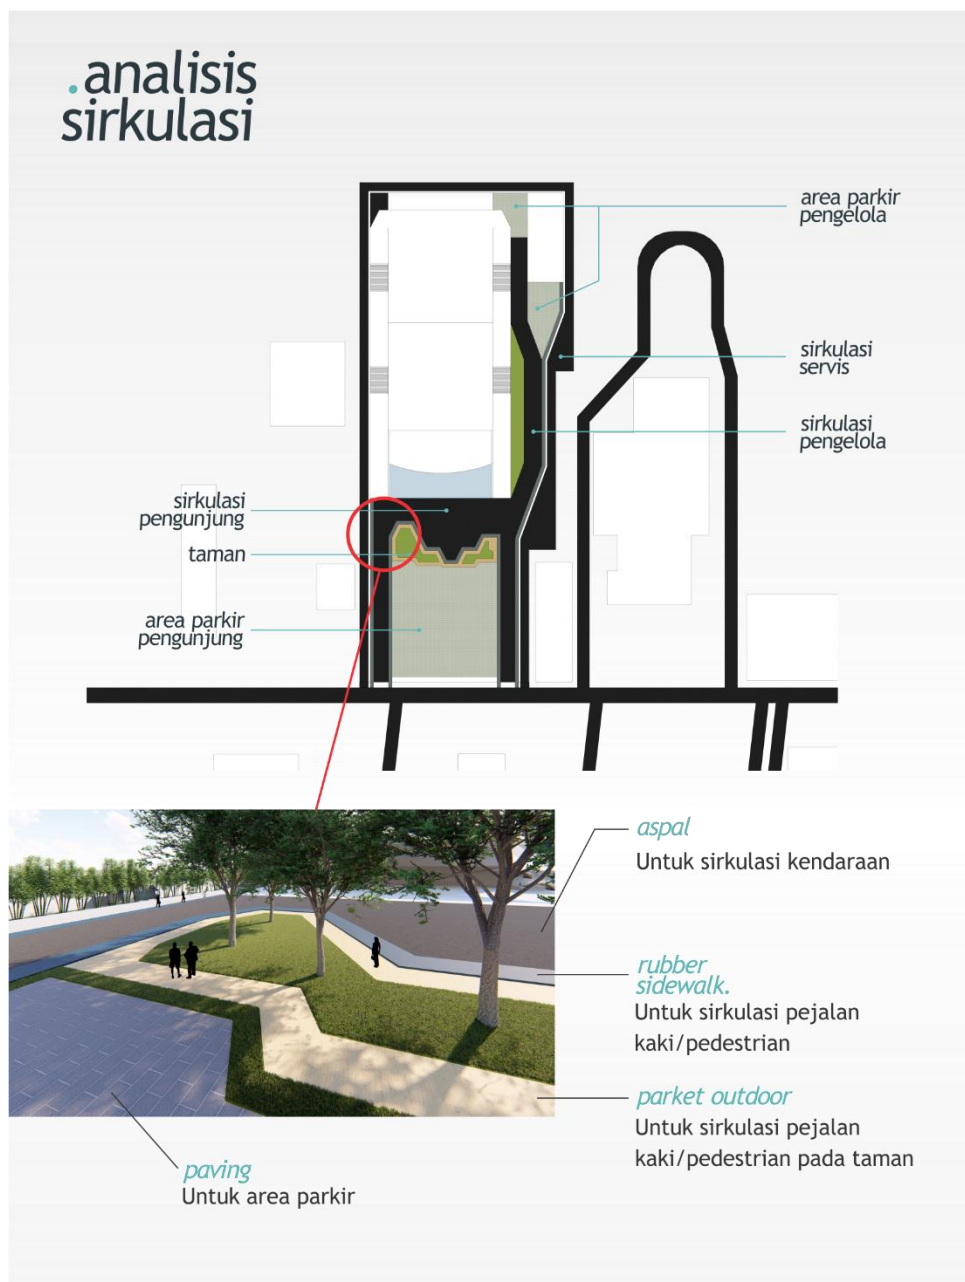 .analisis
sirkulasi
area parkir
pengelola
sirkulasi
servis
sirkulasi
pengelola
sirkulasi
pengunjung
taman
area parkir
pengunjung
aspal
Untuk sirkulasi kendaraan
rubber
sidewalk.
Untuk sirkulasi pejalan
kaki/pedestrian
parket outdoor
Untuk sirkulasi pejalan
kaki/pedestrian pada taman
paving
Untuk area parkir